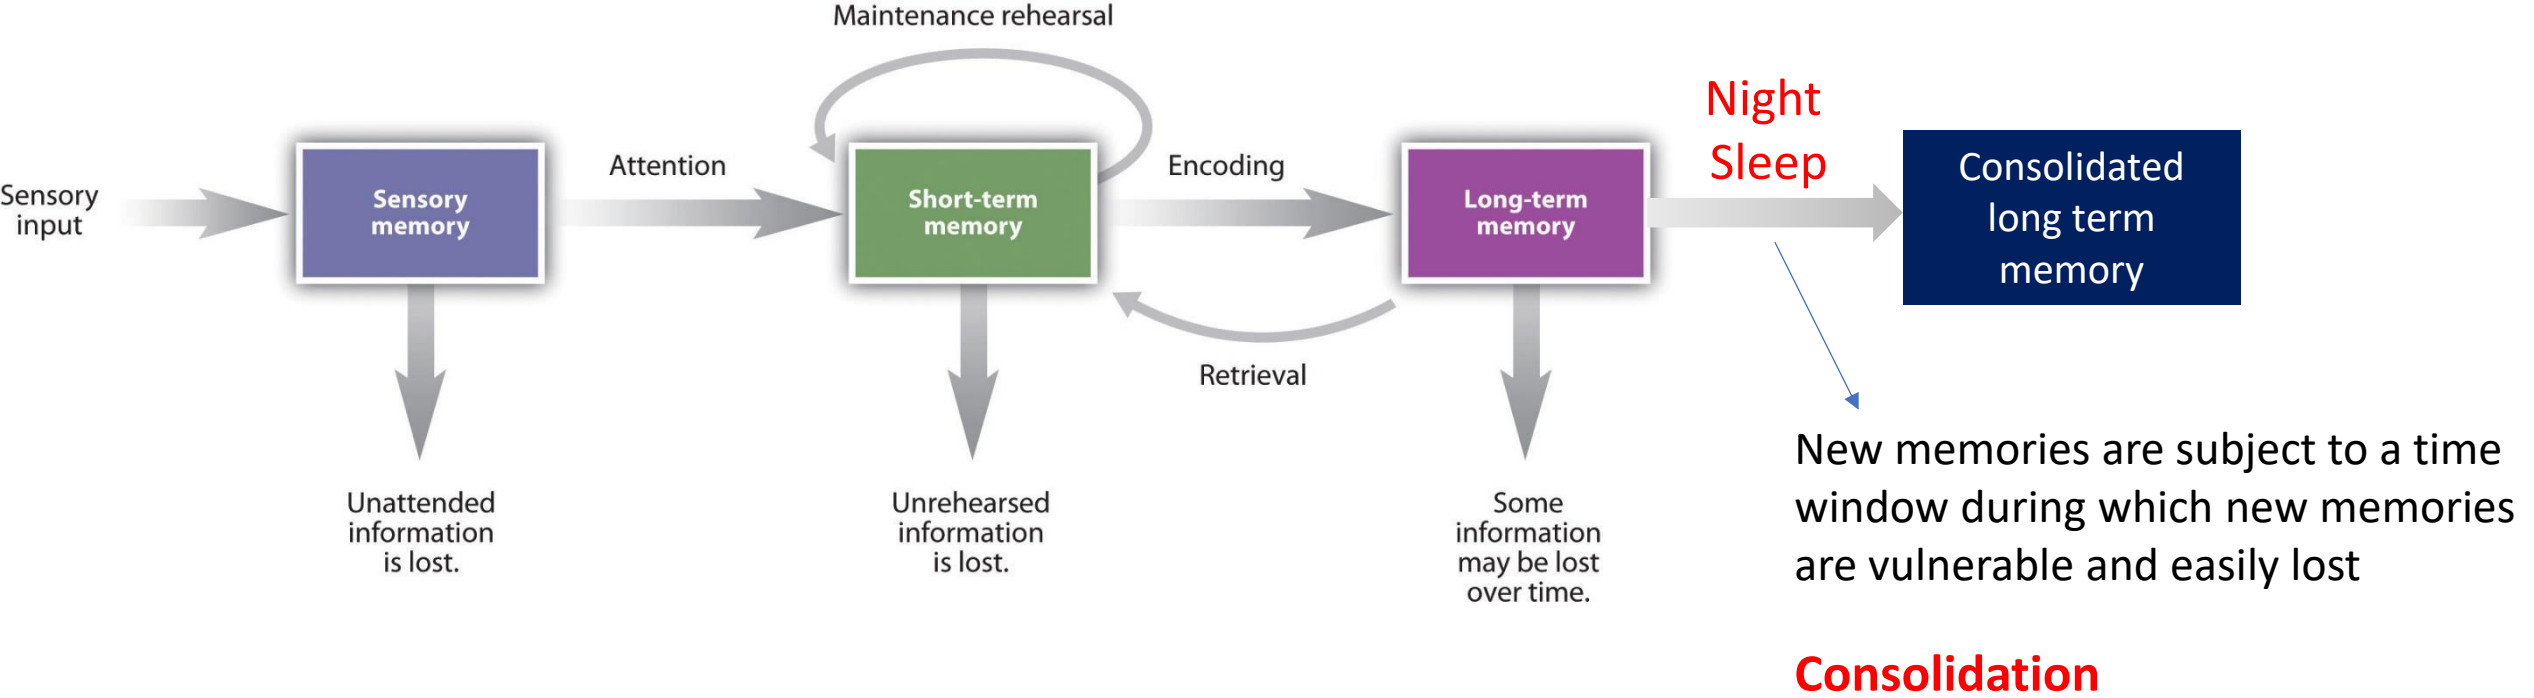 Maintenance rehearsal
Sensory
input
Sensory
memory
Attention
Short-term
memory
Encoding
Long-term
memory
Night
Sleep
Consolidated
long term
memory
Retrieval
Unattended
information
is lost.
Unrehearsed
information
is lost.
Some
information
may be lost
over time.
New memories are subject to a time
window during which new memories
are vulnerable and easily lost
Consolidation